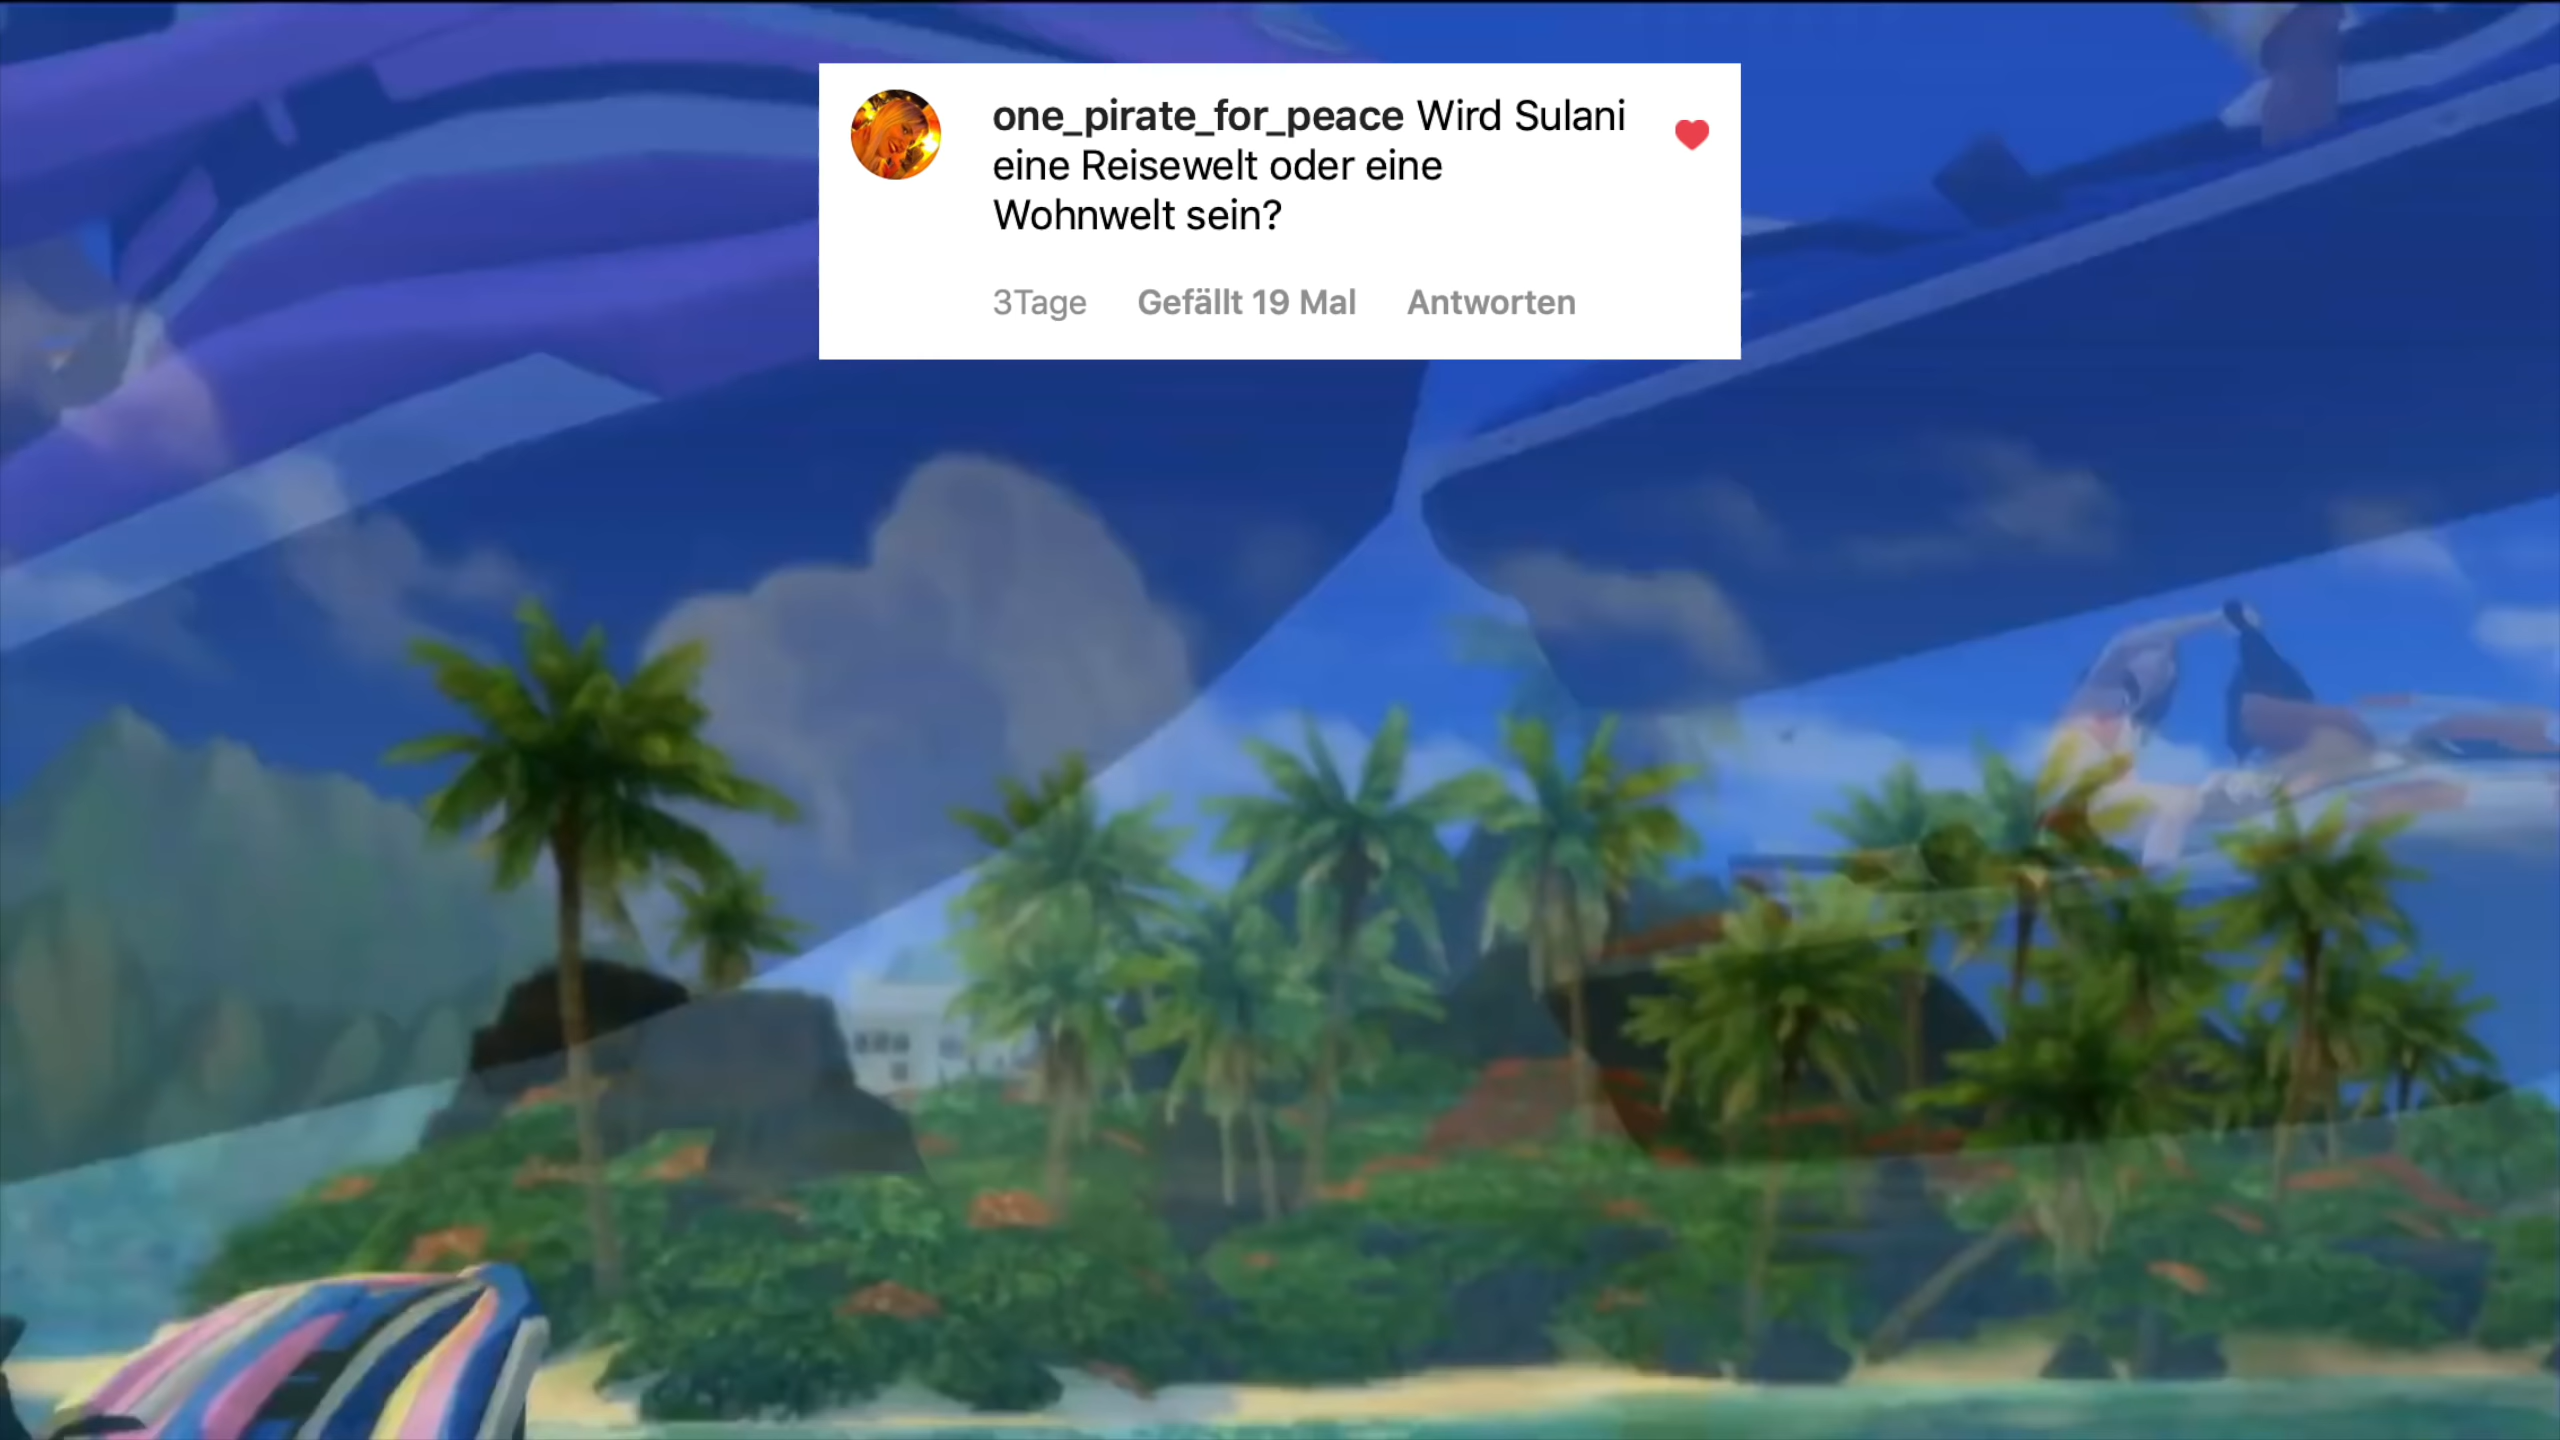 one_pirate_for_peace Wird Sulani
eine Reisewelt oder eine
Wohnwelt sein?
3Tage Gefällt 19 Mal Antworten